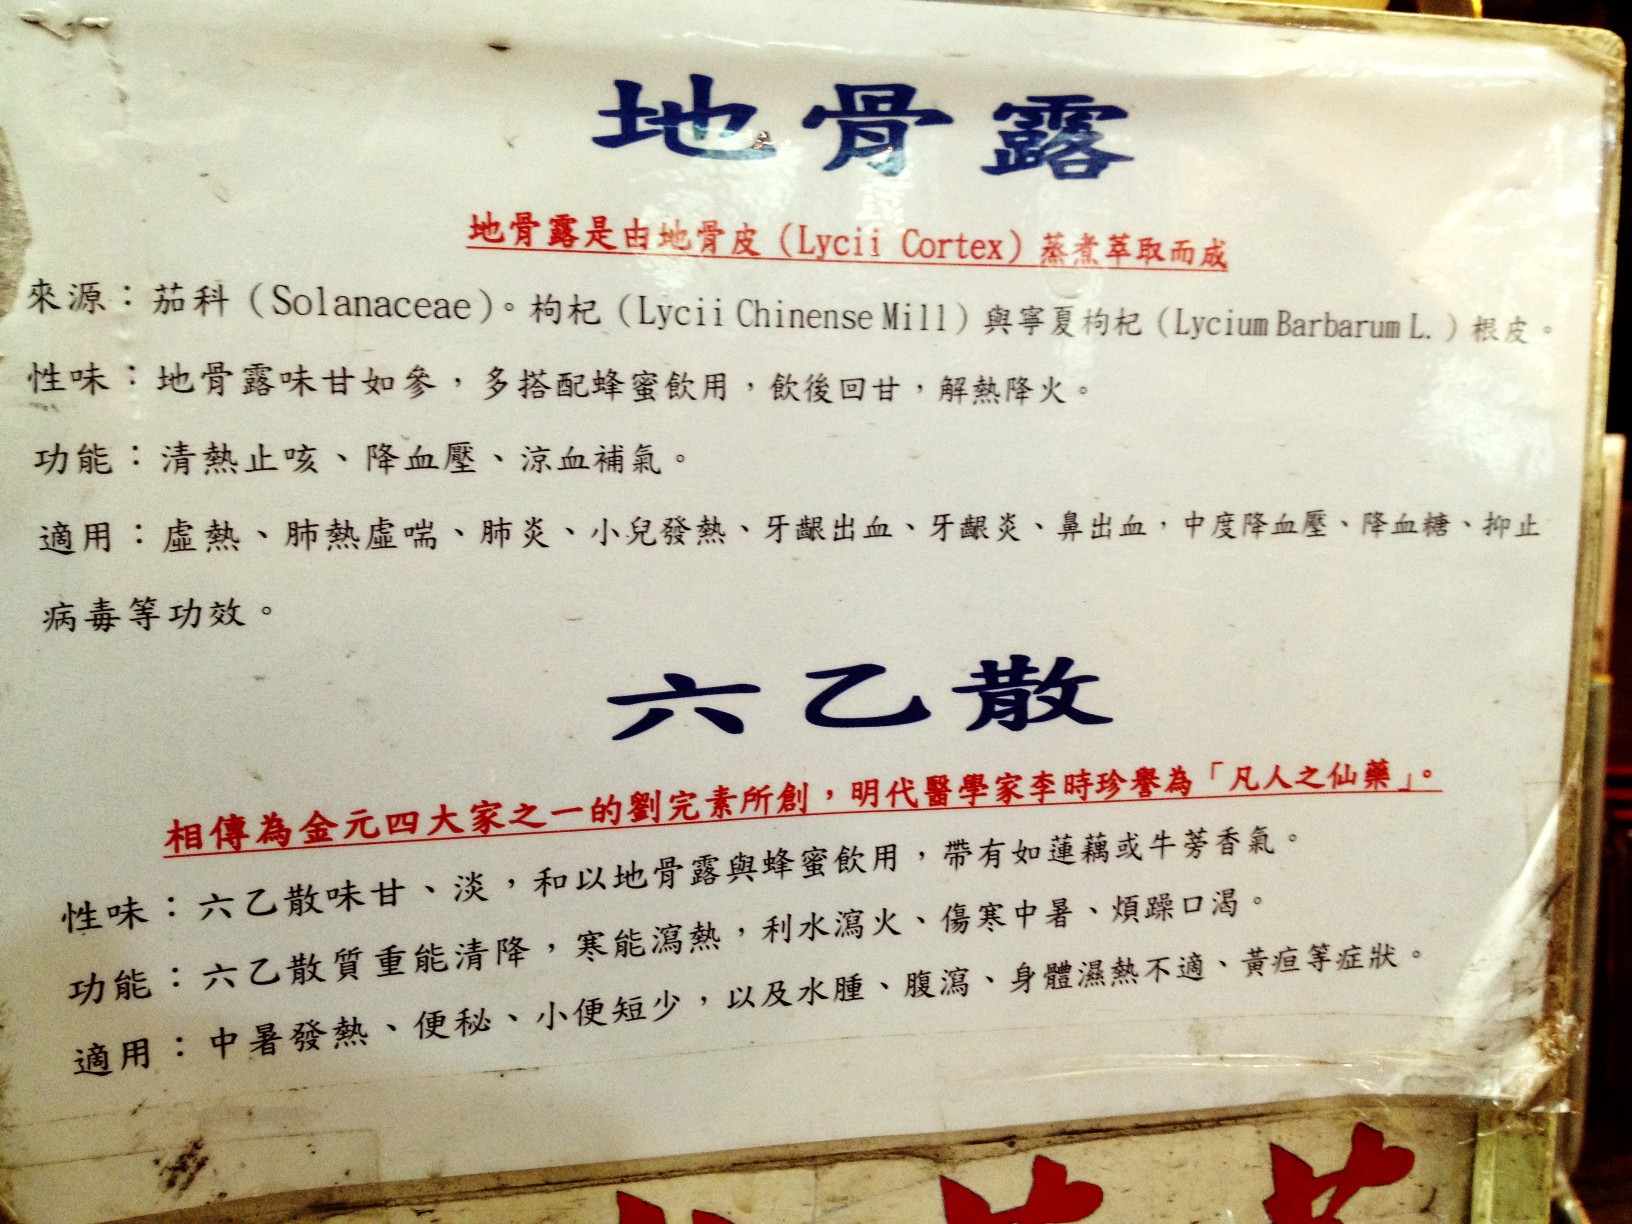 地骨露
地骨露是由地骨皮（Lycii Cortex）蒸煮萃取而成
來源：茄科（Solanaceae）。枸杞（Lycii Chinense Mill）與寧夏枸杞（Lycium Barbarum L.）根皮。
性味：地骨露味甘如參，多搭配蜂蜜飲用，飲後回甘，解熱降火。
功能：清熱止咳、降血壓、涼血補氣。
適用：虛熱、肺熱虛喘、肺炎、小兒發熱、牙齦出血、牙齦炎、鼻出血，中度降血壓、降血糖、抑止
病毒等功效。
六乙散
相傳為金元四大家之一的劉完素所創，明代醫學家李時珍譽為「凡人之仙藥」。
性味：六乙散味甘、淡，和以地骨露與蜂蜜飲用，帶有如蓮藕或牛蒡香氣。
功能：六乙散質重能清降，寒能瀉熱，利水瀉火、傷寒中暑、煩躁口渴。
適用：中暑發熱、便秘、小便短少，以及水腫、腹瀉、身體濕熱不適、黃疸等症狀。